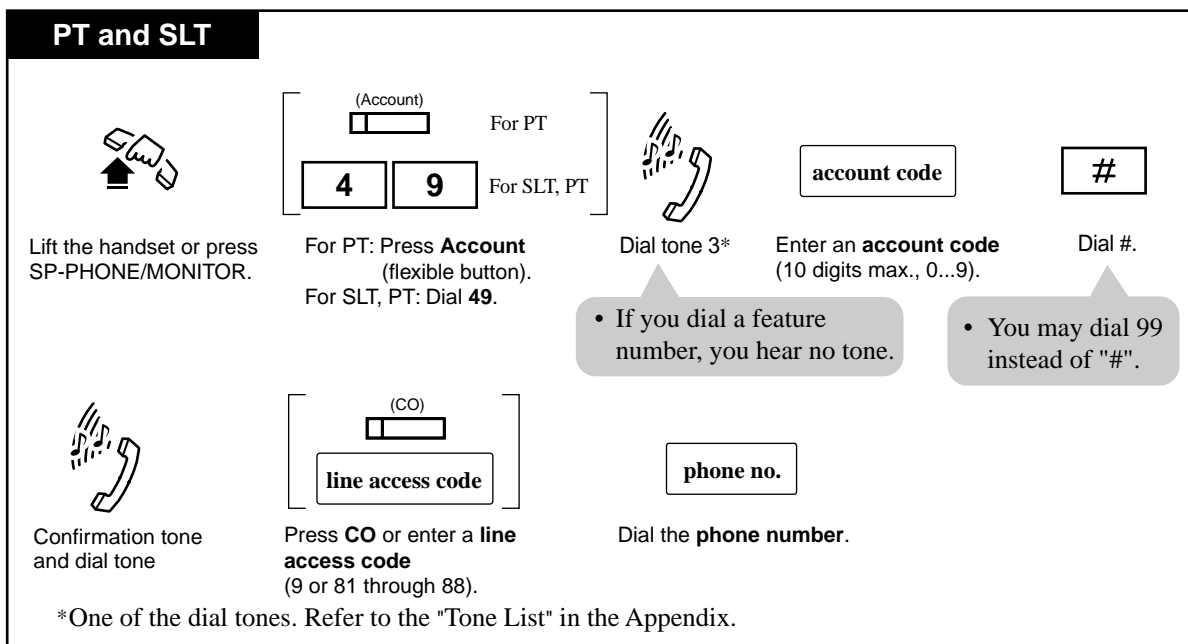 PT and SLT
(Account)
For PT
4 9 For SLT, PT
account code
#
Lift the handset or press
SP-PHONE/MONITOR.
For PT: Press Account
(flexible button).
For SLT, PT: Dial 49.
Dial tone 3*
Enter an account code
(10 digits max., 0...9).
Dial #.
• If you dial a feature
number, you hear no tone.
• You may dial 99
instead of "#".
(CO)
line access code
phone no.
Confirmation tone
and dial tone
Press CO or enter a line
access code
(9 or 81 through 88).
Dial the phone number.
*One of the dial tones. Refer to the "Tone List" in the Appendix.